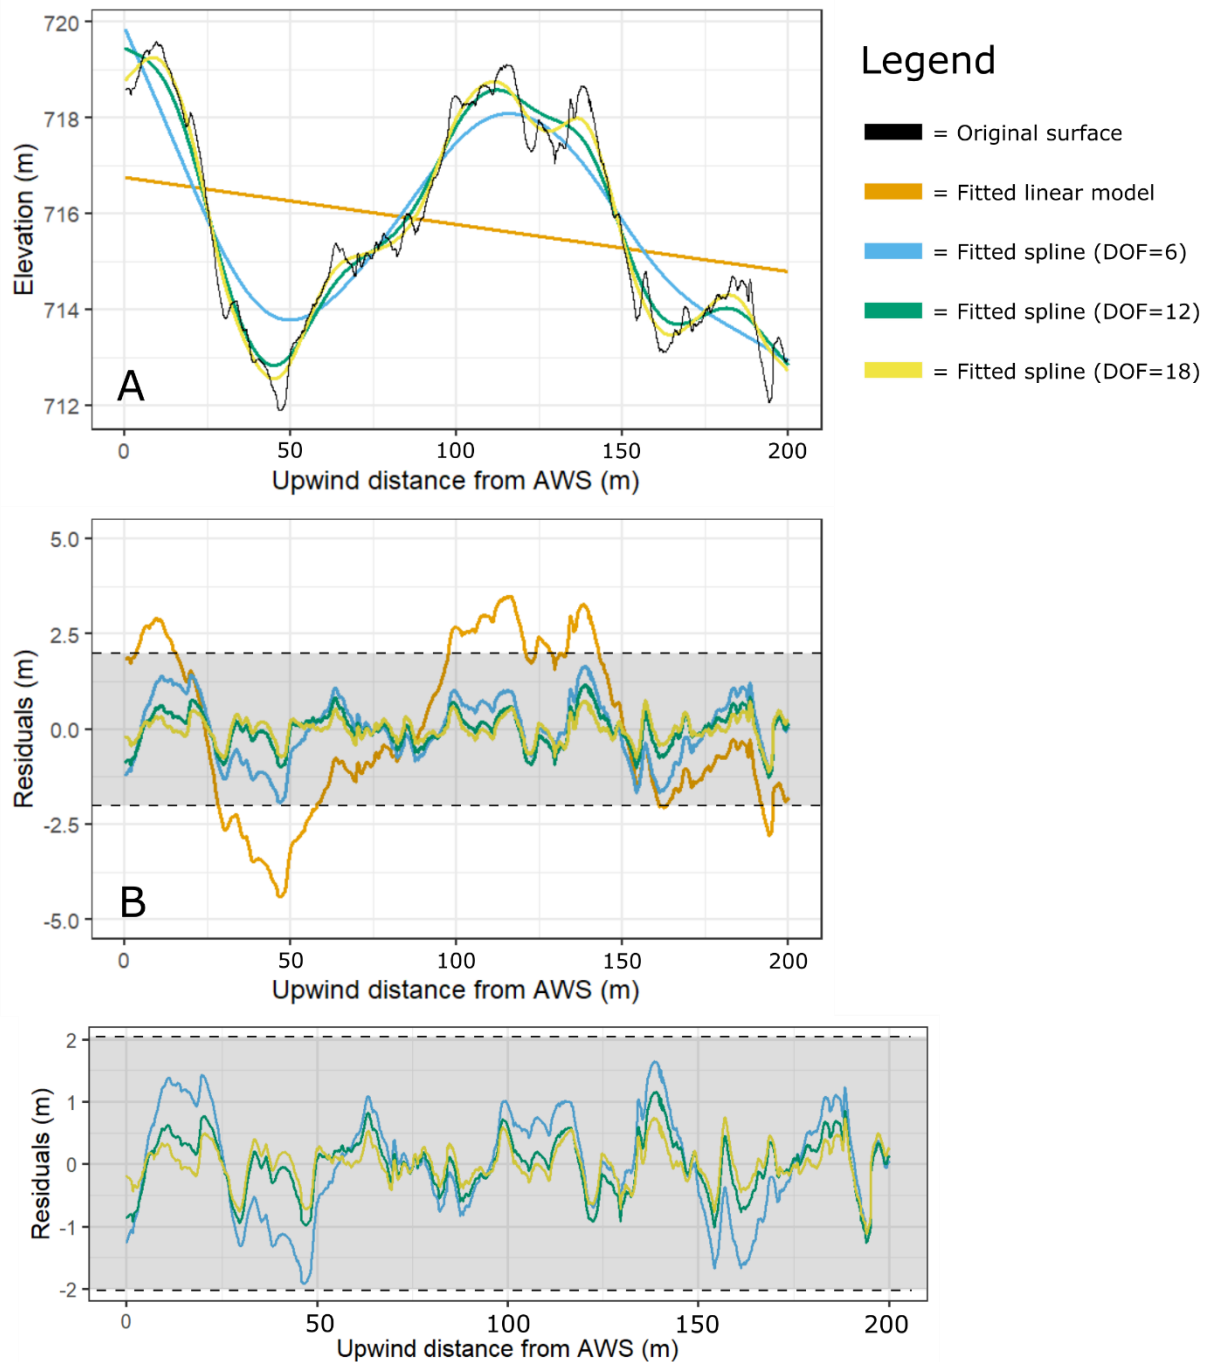 720
718
716
714
712
Elevation (m)
A
0 50 100 150 200
Upwind distance from AWS (m)
Legend
= Original surface
= Fitted linear model
= Fitted spline (DOF=6)
= Fitted spline (DOF=12)
= Fitted spline (DOF=18)
5.0
2.5
0.0
-2.5
-5.0
Residuals (m)
B
0 50 100 150 200
Upwind distance from AWS (m)
2
1
0
-1
-2
Residuals (m)
0 50 100 150 200
Upwind distance from AWS (m)